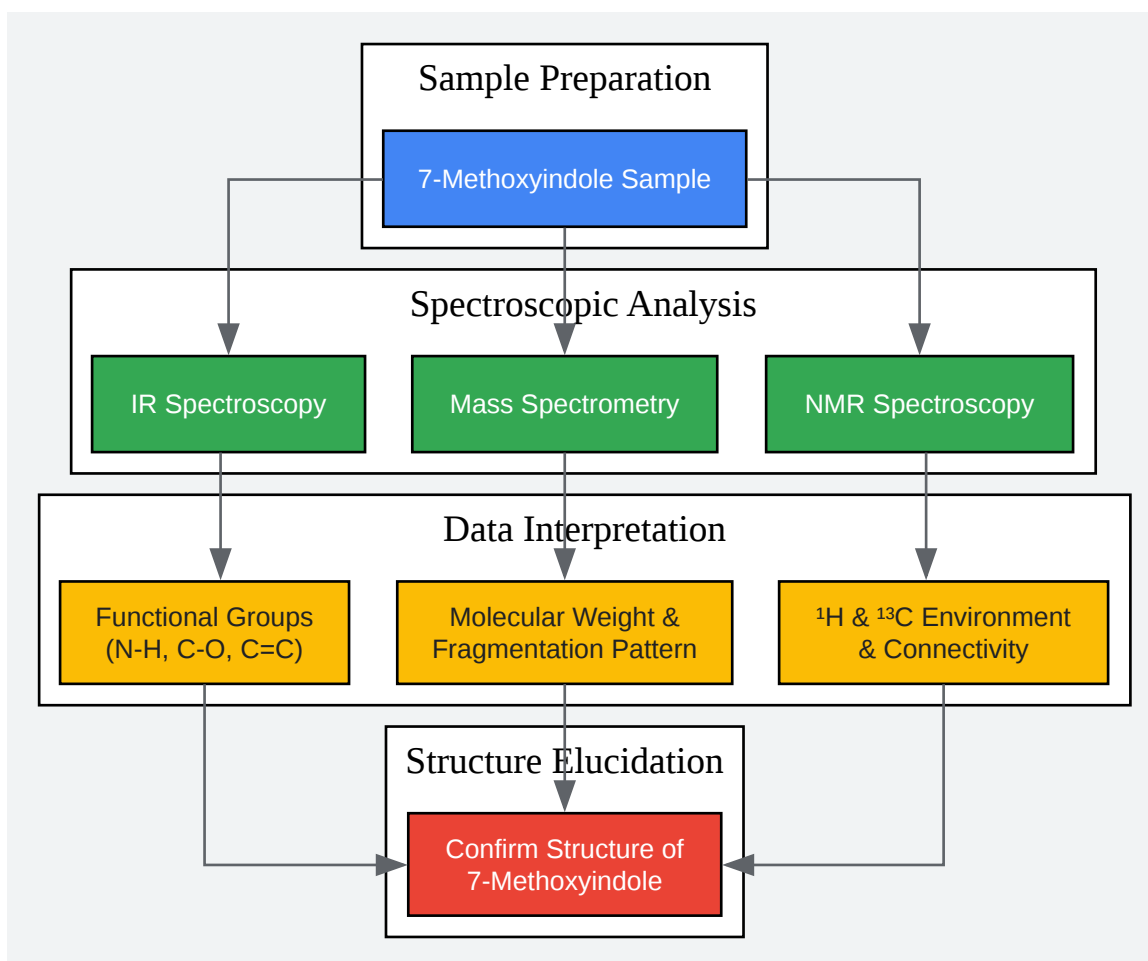 Sample Preparation
7-Methoxyindole Sample
Spectroscopic Analysis
IR Spectroscopy
Mass Spectrometry
NMR Spectroscopy
Data Interpretation
Functional Groups
(N-H, C-O, C=C)
Molecular Weight &
Fragmentation Pattern
¹H & ¹³C Environment
& Connectivity
Structure Elucidation
Confirm Structure of
7-Methoxyindole